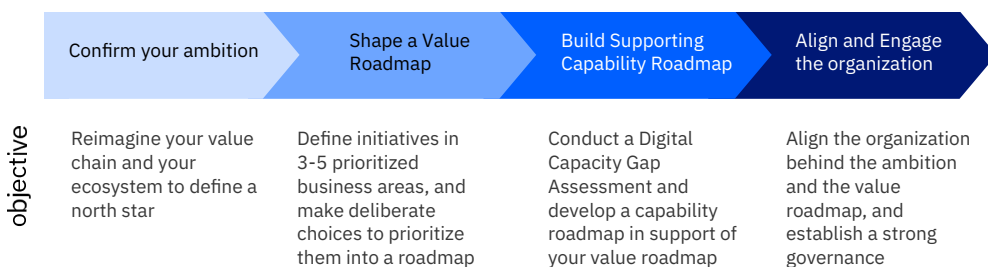 Confirm your ambition
Shape a Value
Roadmap
Build Supporting
Capability Roadmap
Align and Engage
the organization
objective
Reimagine your value
chain and your
ecosystem to define a
north star
Define initiatives in
3-5 prioritized
business areas, and
make deliberate
choices to prioritize
them into a roadmap
Conduct a Digital
Capacity Gap
Assessment and
develop a capability
roadmap in support of
your value roadmap
Align the organization
behind the ambition
and the value
roadmap, and
establish a strong
governance